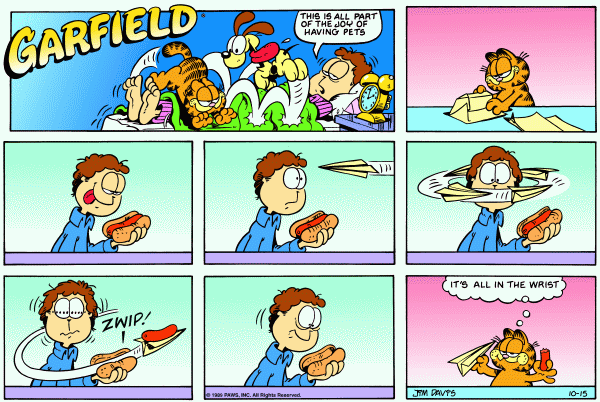 GARFIELD®
THIS IS ALL PART
OF THE JOY OF
HAVING PETS
ZWIP!
© 1989 PAWS, INC. All Rights Reserved.
IT'S ALL IN THE WRIST
JIM DAVIS
10-15